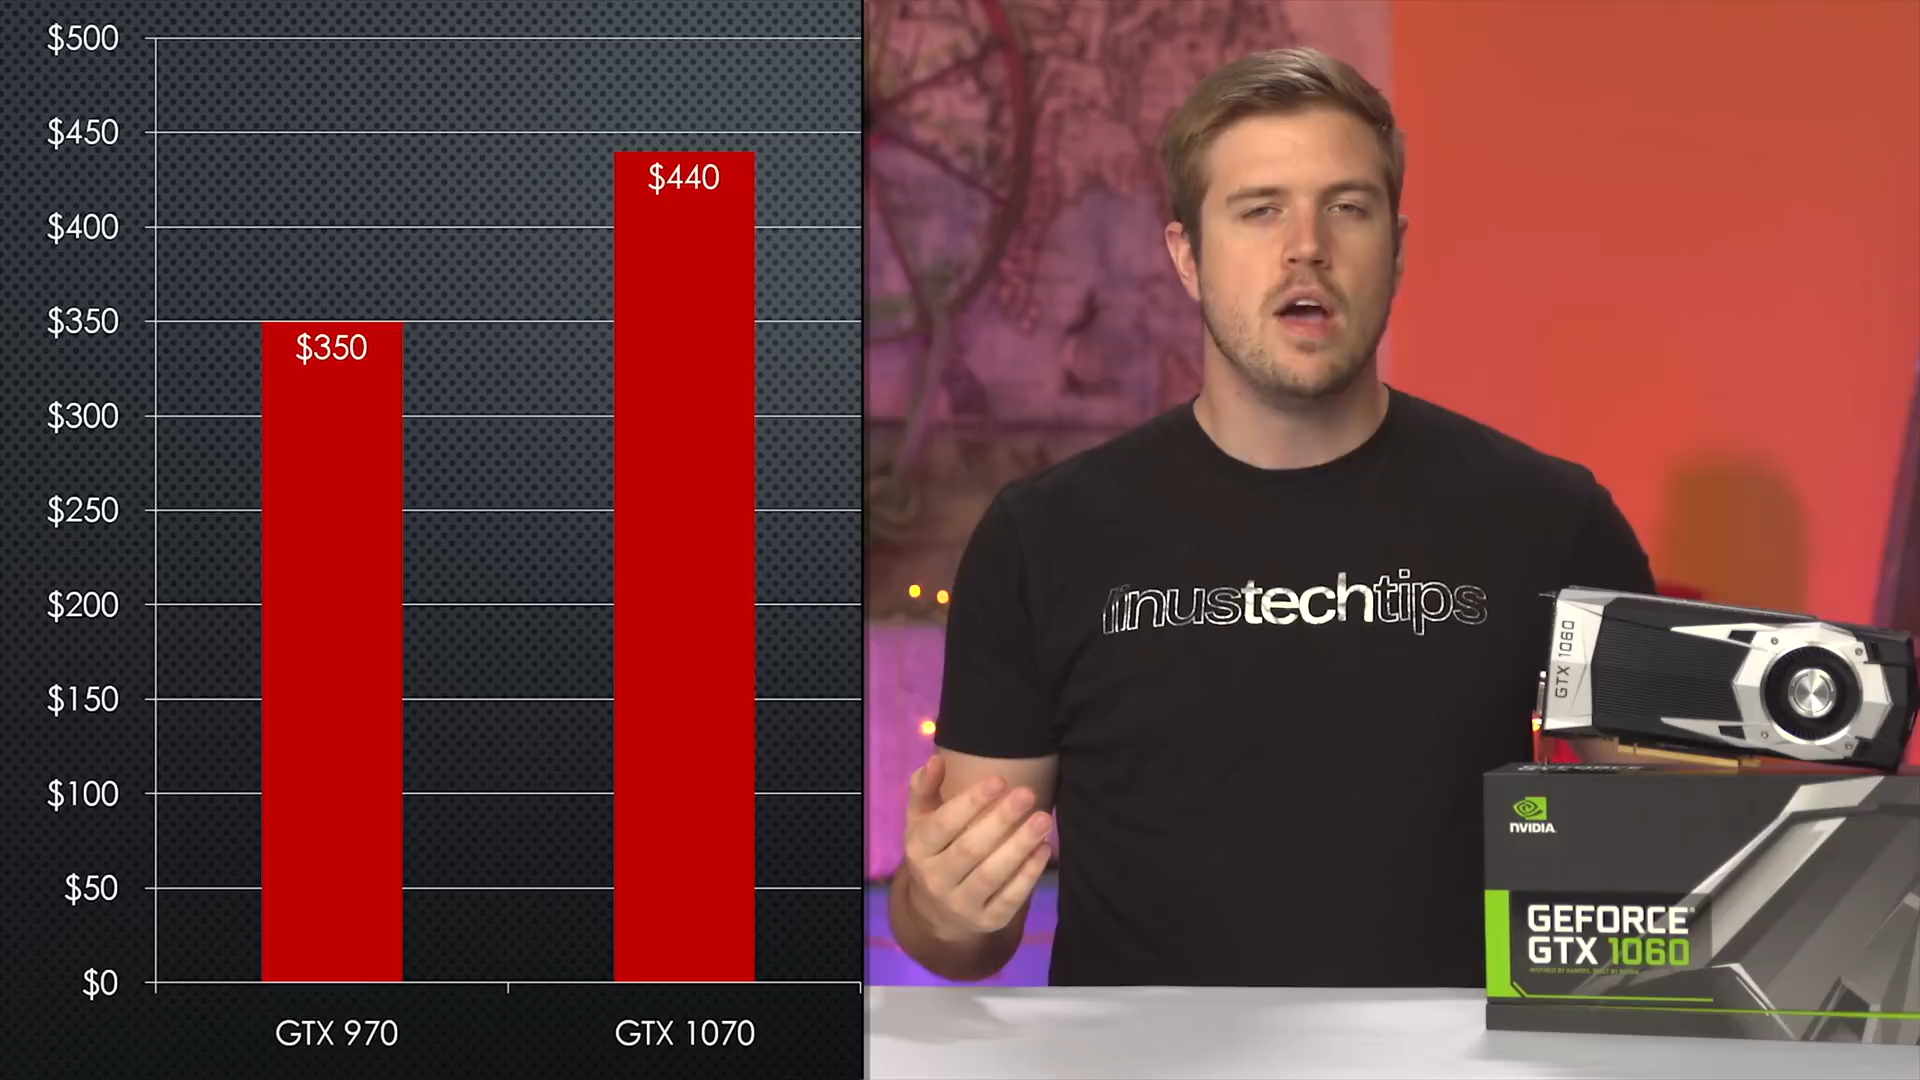 $500
$450
$440
$400
$350
$350
$300
$250
$200
$150
$100
$50
$0
GTX 970
GTX 1070
linustechtips
GTX 1060
NVIDIA
GEFORCE
GTX 1060